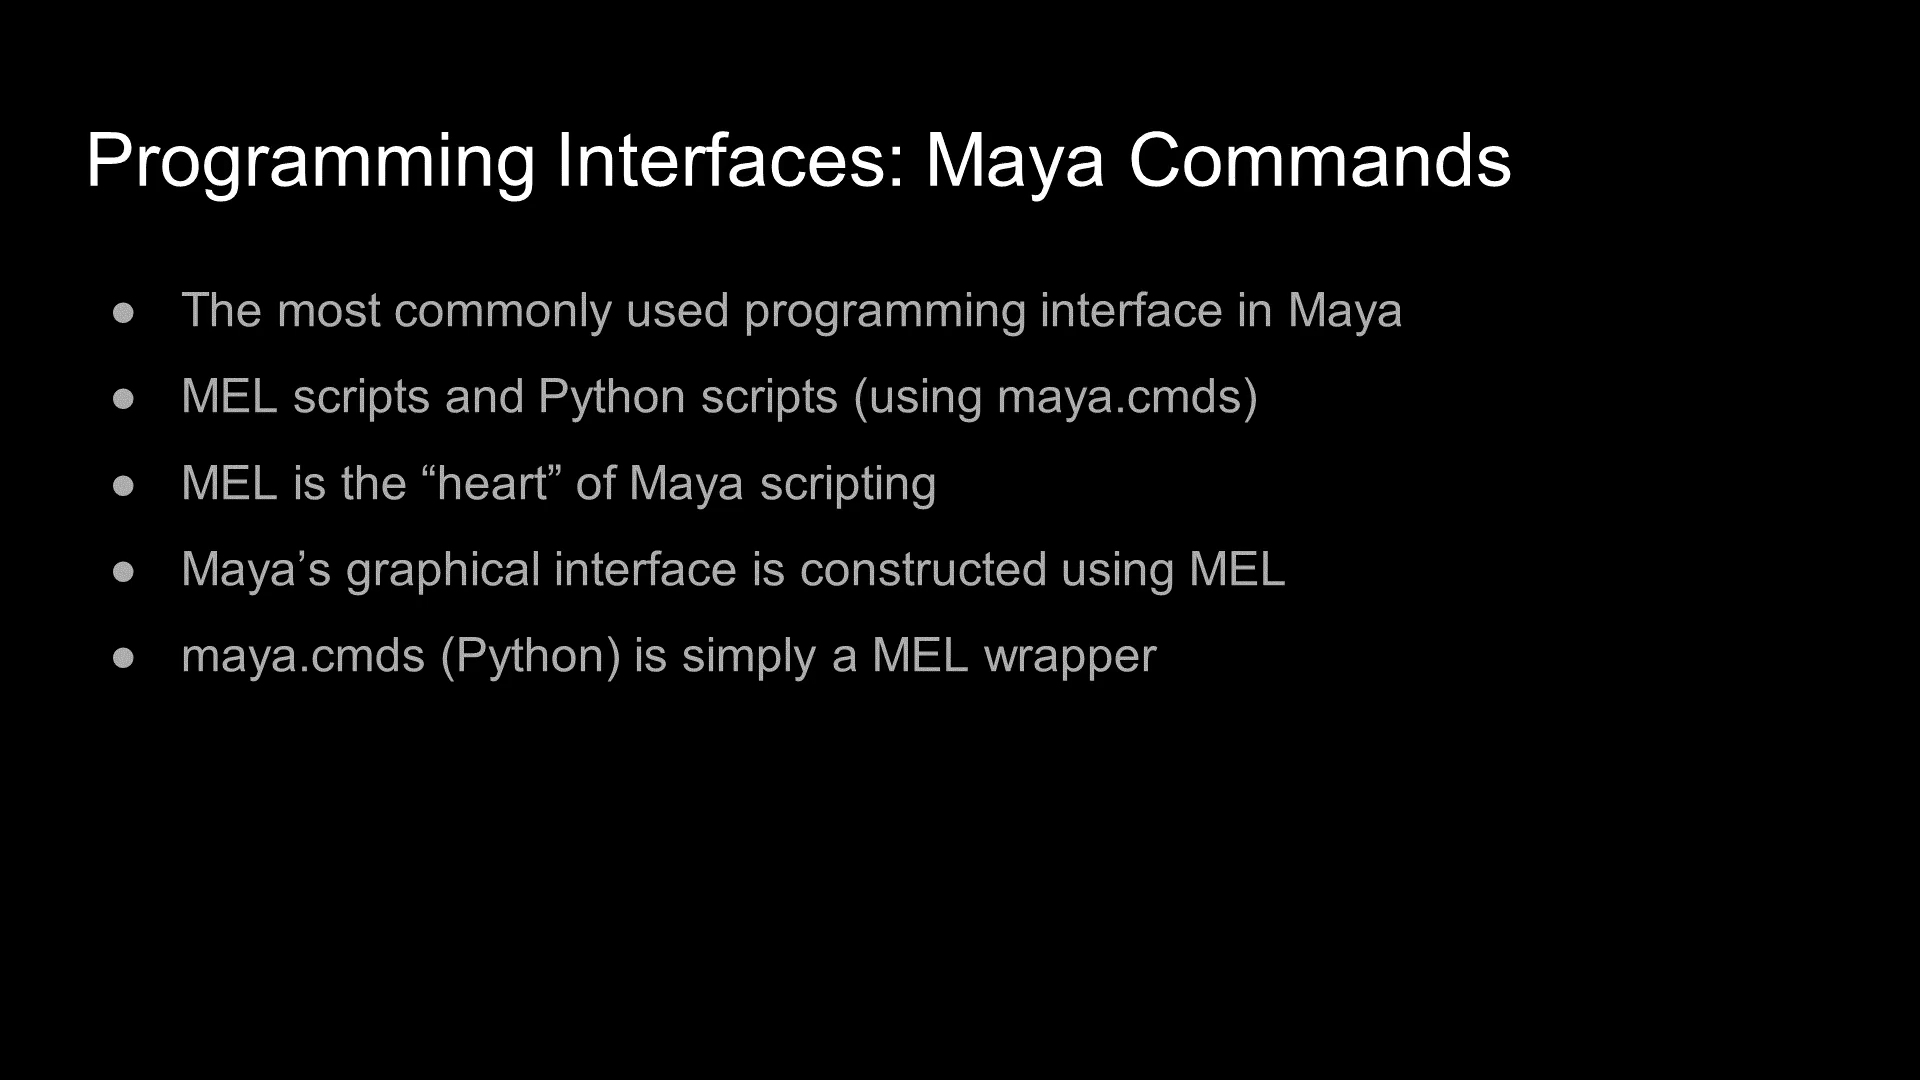 Programming Interfaces: Maya Commands
● The most commonly used programming interface in Maya
● MEL scripts and Python scripts (using maya.cmds)
● MEL is the “heart” of Maya scripting
● Maya’s graphical interface is constructed using MEL
● maya.cmds (Python) is simply a MEL wrapper